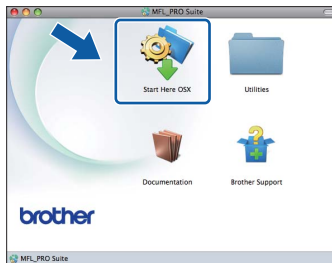 MFL_PRO Suite
Start Here OSX
Utilities
Documentation
Brother Support
brother
MFL_PRO Suite